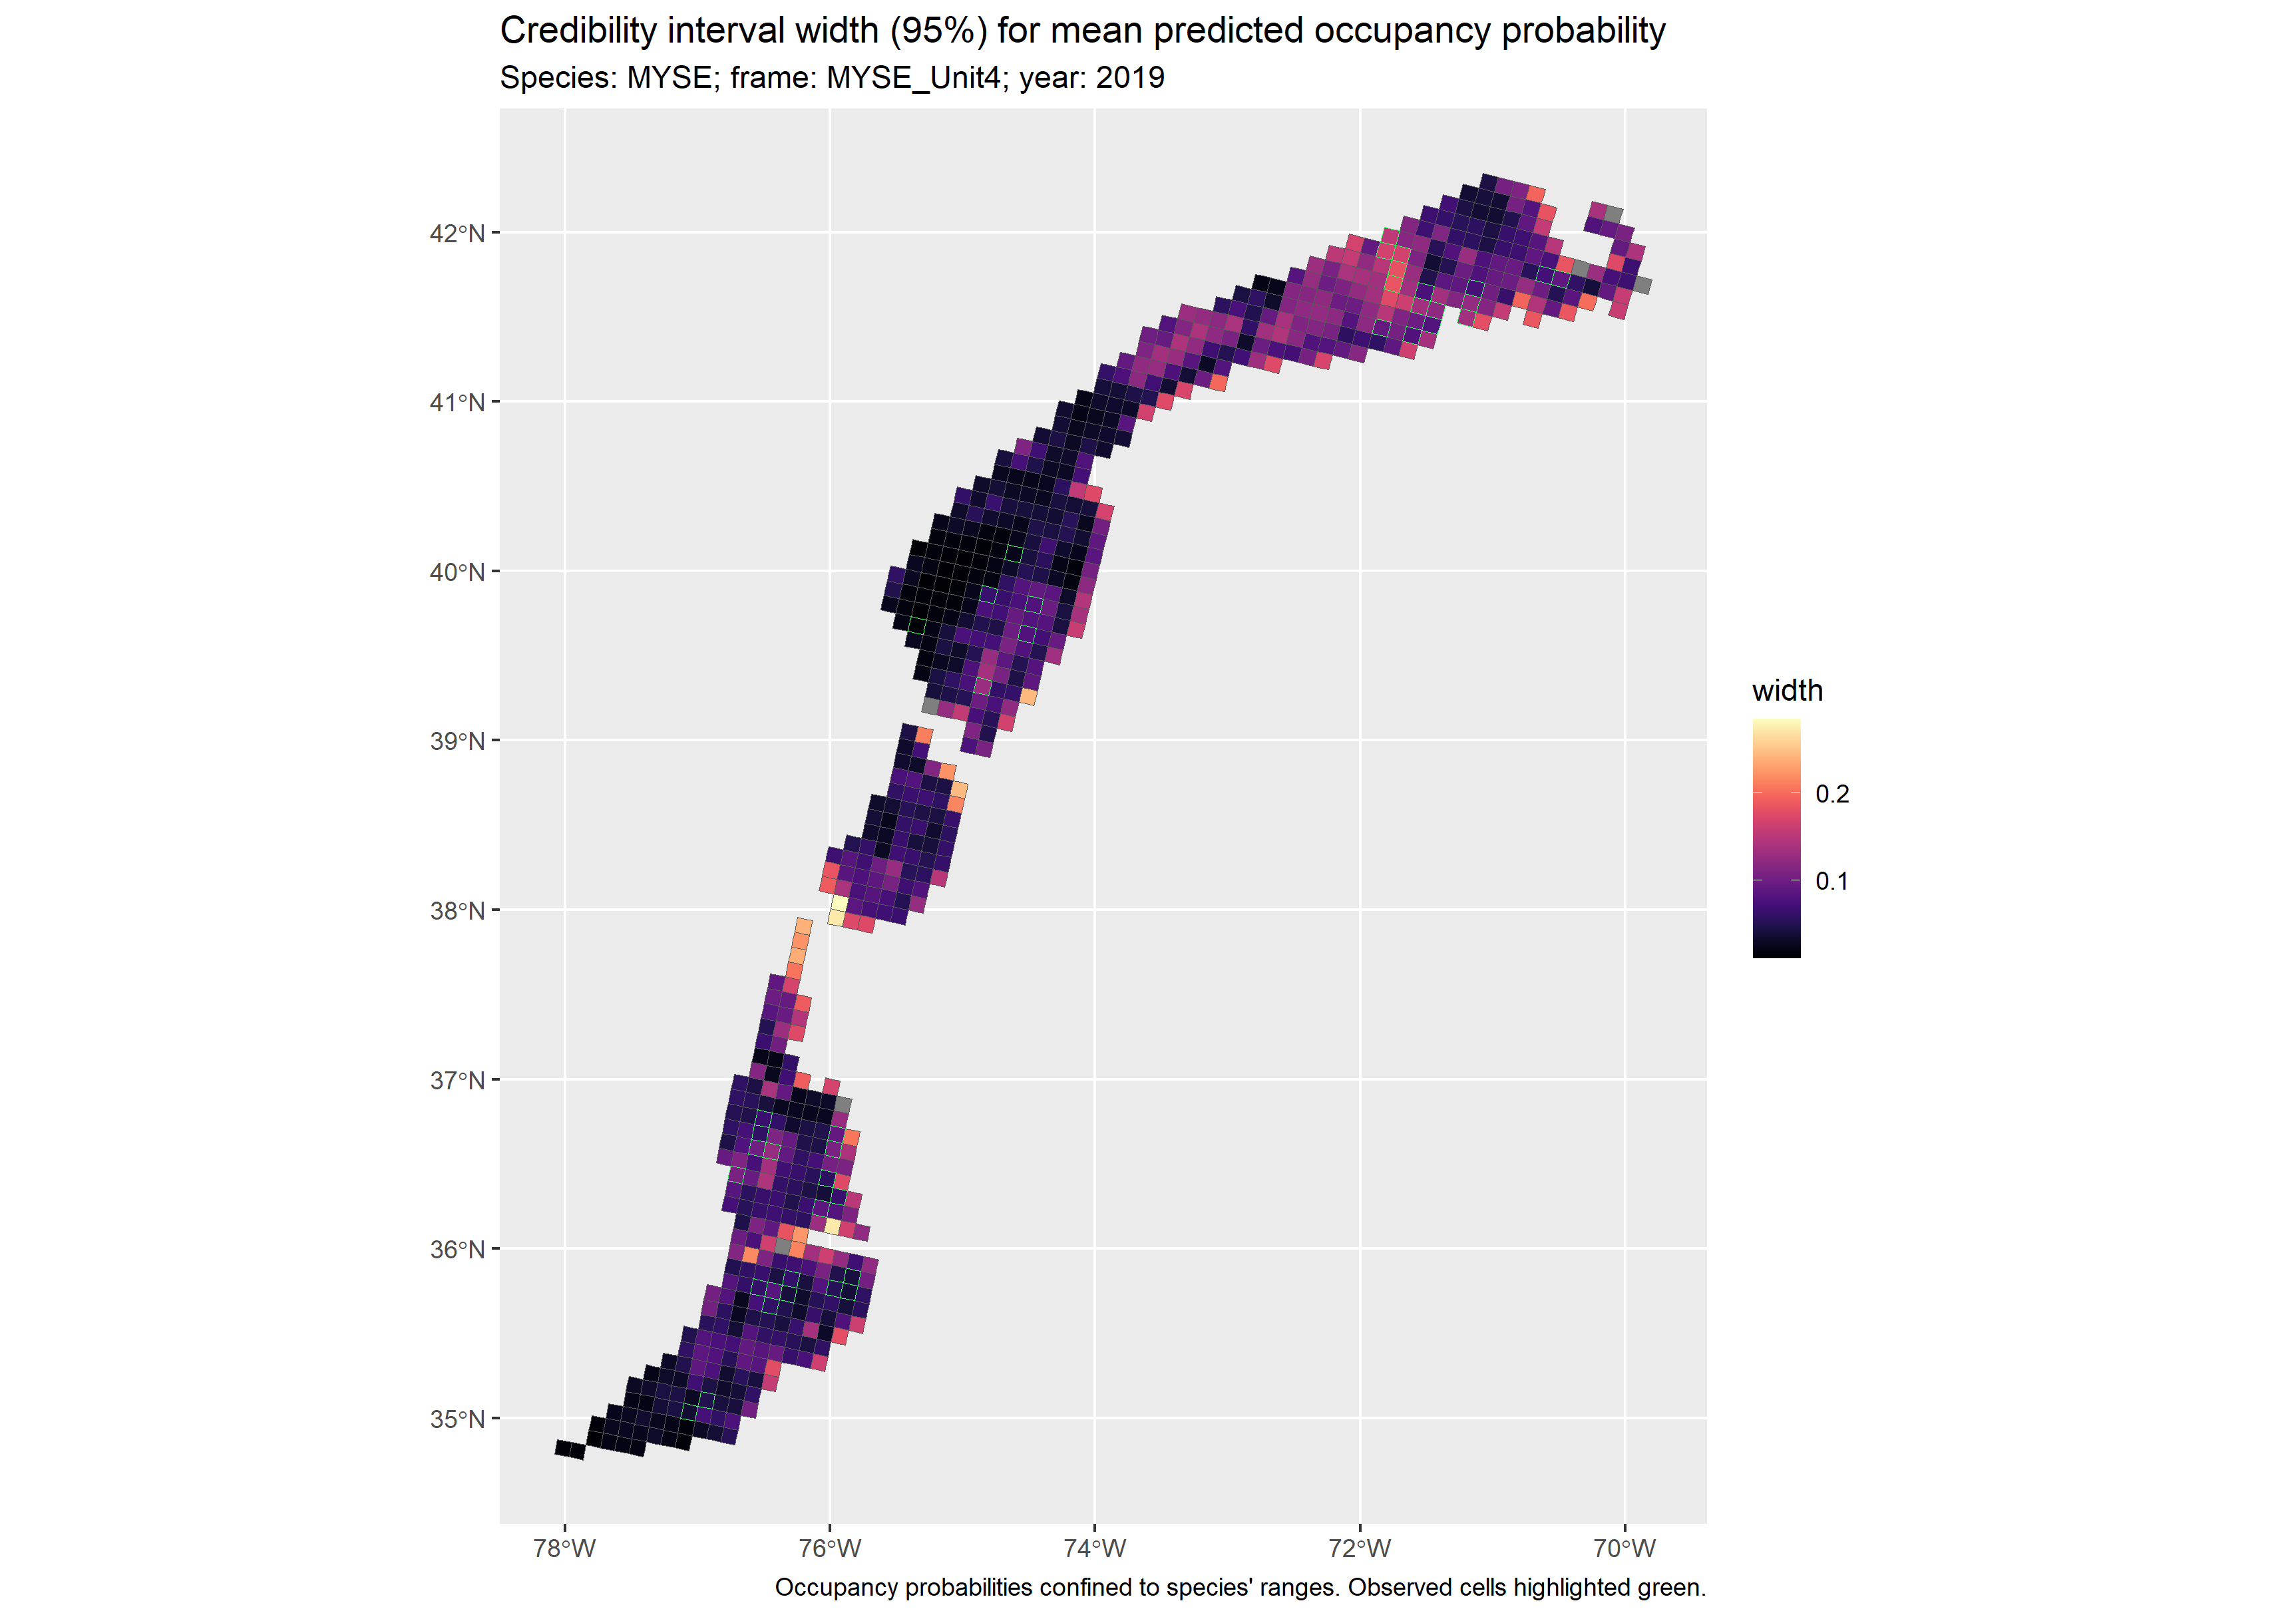 Credibility interval width (95%) for mean predicted occupancy probability
Species: MYSE; frame: MYSE_Unit4; year: 2019
42°N
41°N
40°N
39°N
38°N
37°N
36°N
35°N
78°W
76°W
74°W
72°W
70°W
width
0.2
0.1
Occupancy probabilities confined to species' ranges. Observed cells highlighted green.